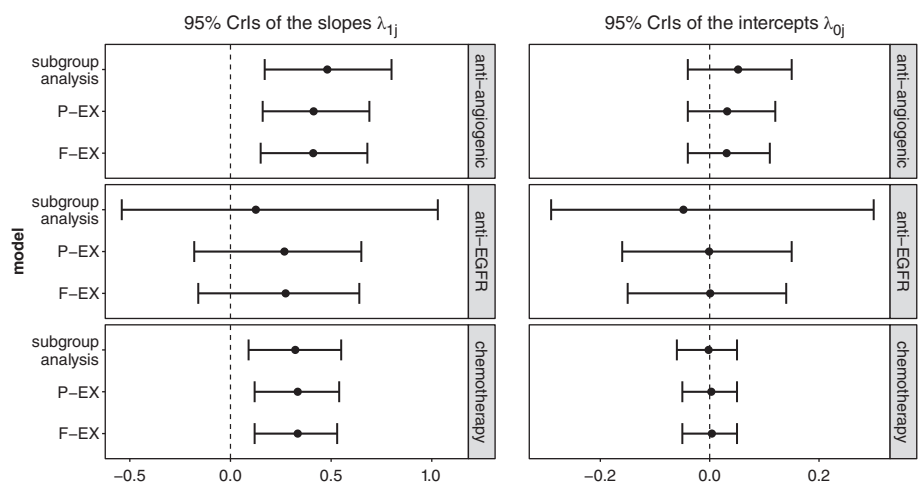 95% CrIs of the slopes λ1j
95% CrIs of the intercepts λ0j
model
subgroup
analysis
P−EX
F−EX
anti−angiogenic
anti−angiogenic
subgroup
analysis
P−EX
F−EX
anti−EGFR
anti−EGFR
subgroup
analysis
P−EX
F−EX
chemotherapy
chemotherapy
−0.5 0.0 0.5 1.0
−0.2 0.0 0.2